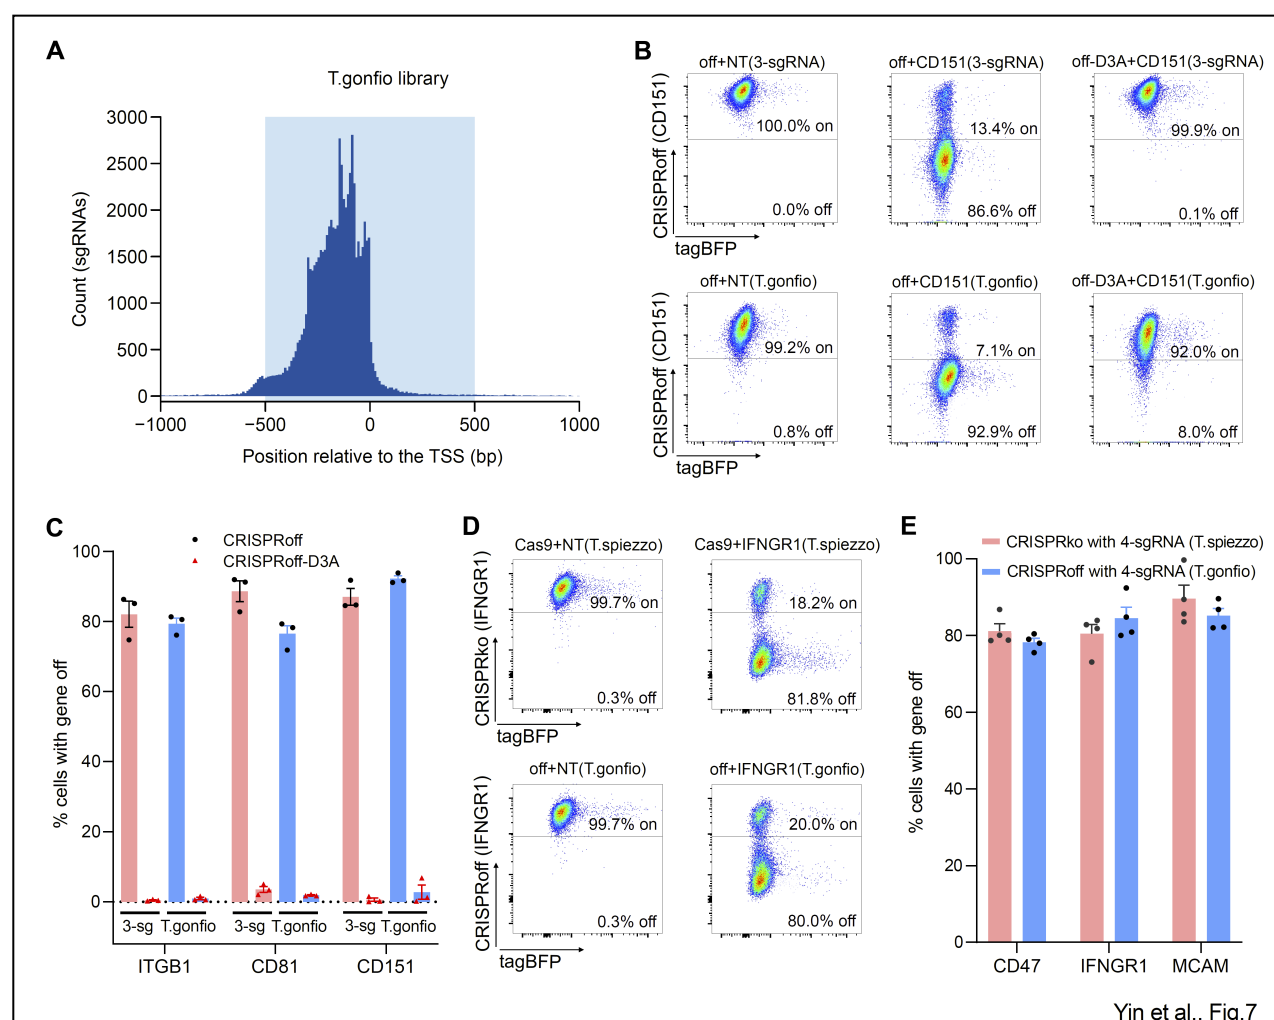 A
T.gonfio library
3000
2500
2000
1500
1000
500
0
−1000
−500
0
500
1000
Count (sgRNAs)
Position relative to the TSS (bp)
B
off+NT(3-sgRNA)
off+CD151(3-sgRNA)
off-D3A+CD151(3-sgRNA)
CRISPRoff (CD151)
100.0% on
0.0% off
13.4% on
86.6% off
99.9% on
0.1% off
tagBFP
off+NT(T.gonfio)
off+CD151(T.gonfio)
off-D3A+CD151(T.gonfio)
CRISPRoff (CD151)
99.2% on
0.8% off
7.1% on
92.9% off
92.0% on
8.0% off
tagBFP
C
CRISPRoff
CRISPRoff-D3A
100
80
60
40
20
0
% cells with gene off
3-sg
T.gonfio
3-sg
T.gonfio
3-sg
T.gonfio
ITGB1
CD81
CD151
D
Cas9+NT(T.spiezzo)
Cas9+IFNGR1(T.spiezzo)
CRISPRko (IFNGR1)
99.7% on
0.3% off
18.2% on
81.8% off
tagBFP
off+NT(T.gonfio)
off+IFNGR1(T.gonfio)
CRISPRoff (IFNGR1)
99.7% on
0.3% off
20.0% on
80.0% off
tagBFP
E
CRISPRko with 4-sgRNA (T.spiezzo)
CRISPRoff with 4-sgRNA (T.gonfio)
100
80
60
40
20
0
% cells with gene off
CD47
IFNGR1
MCAM
Yin et al., Fig.7